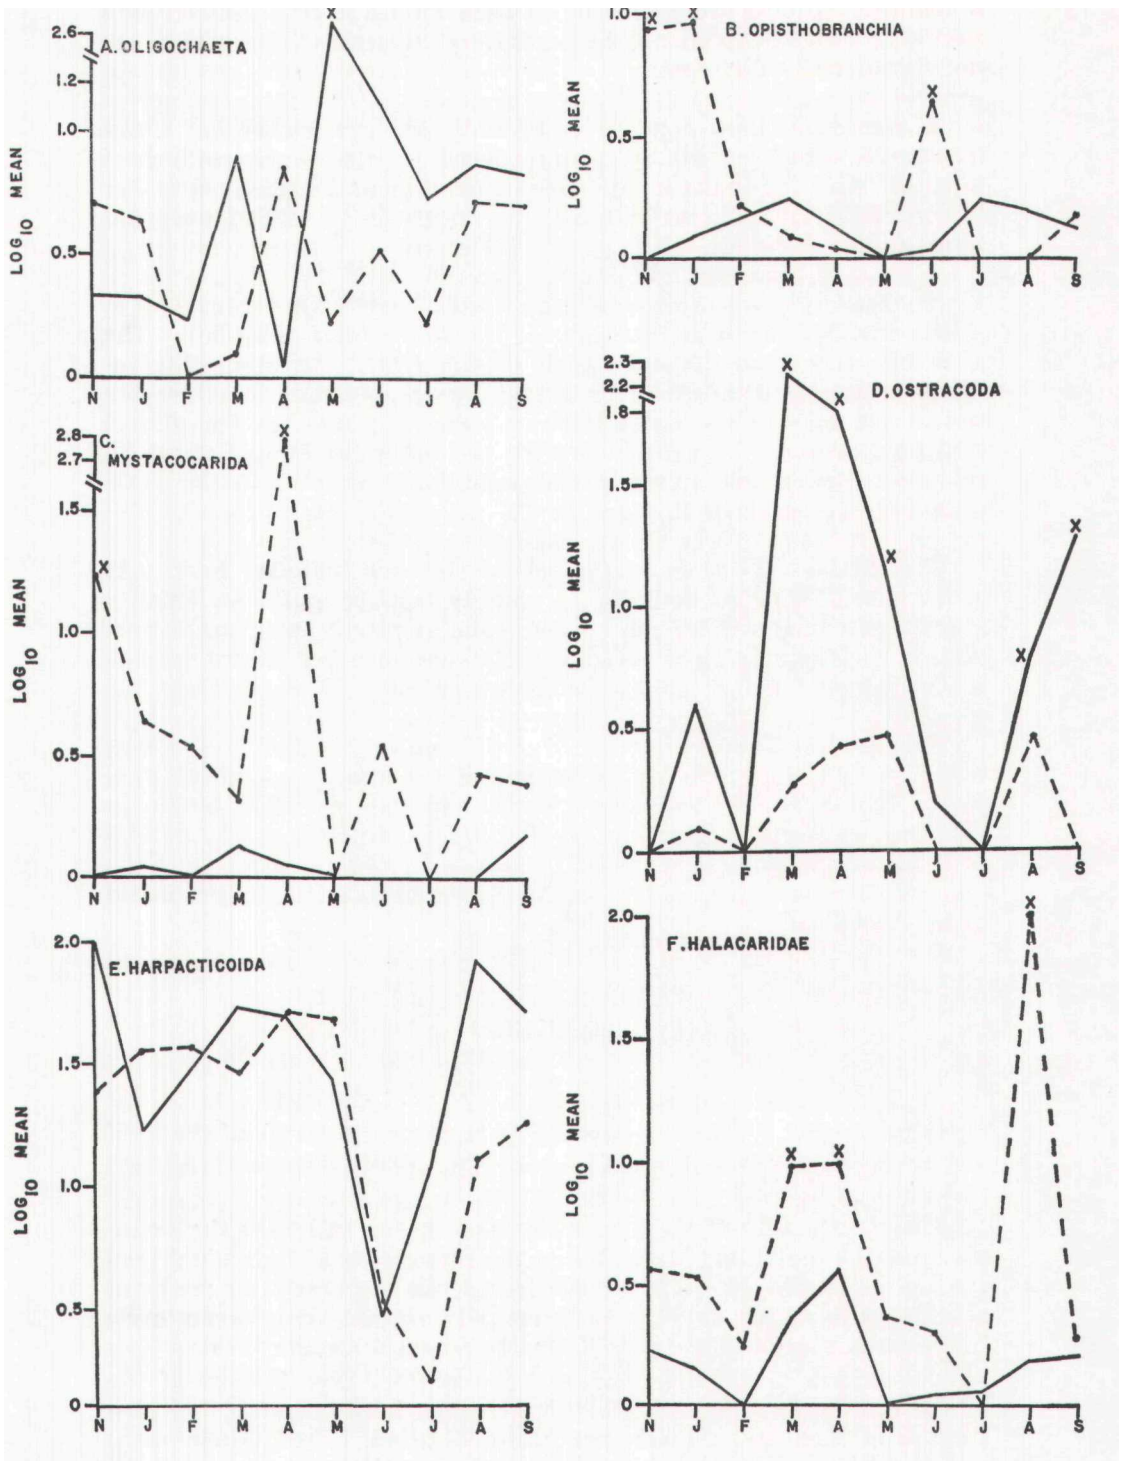 A. OLIGOCHAETA
X
2.6
1.2
1.0
0.5
0
LOG10 MEAN
N J F M A M J J A S
B. OPISTHOBRANCHIA
X X X
1.0
0.5
0
LOG10 MEAN
N J F M A M J J A S
C.
MYSTACOCARIDA
X X
2.8
2.7
1.5
1.0
0.5
0
LOG10 MEAN
N J F M A M J J A S
D. OSTRACODA
X X X X X
2.3
2.2
1.8
1.5
1.0
0.5
0
LOG10 MEAN
N J F M A M J J A S
E. HARPACTICOIDA
2.0
1.5
1.0
0.5
0
LOG10 MEAN
N J F M A M J J A S
F. HALACARIDAE
X X X
2.0
1.5
1.0
0.5
0
LOG10 MEAN
N J F M A M J J A S